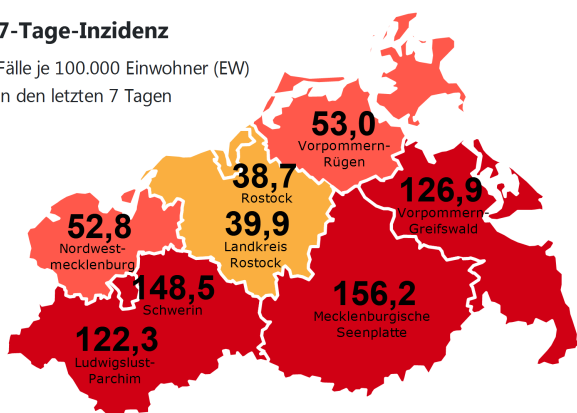 7-Tage-Inzidenz
Fälle je 100.000 Einwohner (EW)
in den letzten 7 Tagen
53,0
Vorpommern-
Rügen
38,7
Rostock
126,9
Vorpommern-
Greifswald
52,8
Nordwest-
mecklenburg
39,9
Landkreis
Rostock
148,5
Schwerin
156,2
Mecklenburgische
Seenplatte
122,3
Ludwigslust-
Parchim